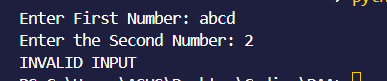 Enter First Number: abcd
Enter the Second Number: 2
INVALID INPUT